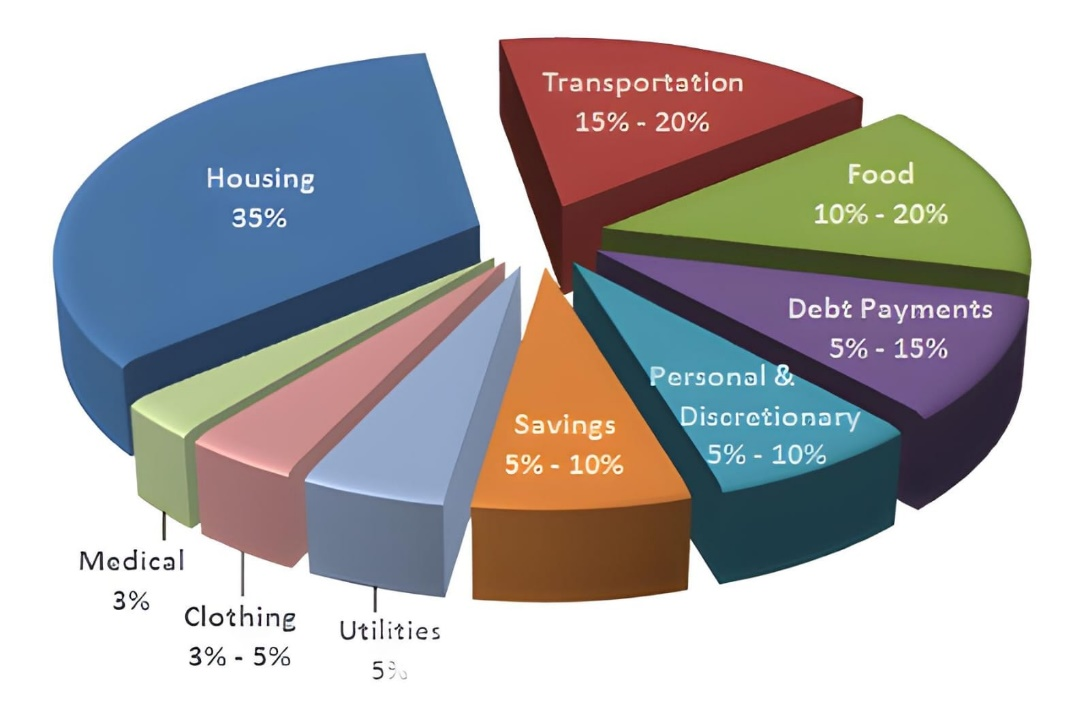 Transportation
15% - 20%
Housing
35%
Food
10% - 20%
Debt Payments
5% - 15%
Personal &
Discretionary
5% - 10%
Savings
5% - 10%
Medical
3%
Clothing
3% - 5%
Utilities
5%